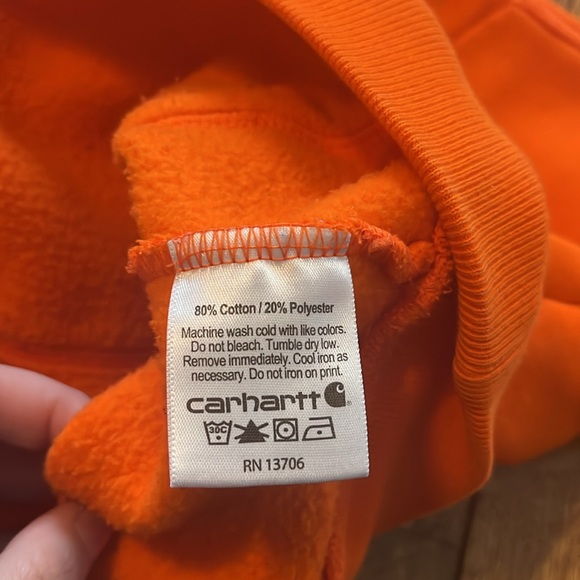 80% Cotton / 20% Polyester
Machine wash cold with like colors.
Do not bleach. Tumble dry low.
Remove immediately. Cool iron as
necessary. Do not iron on print.
carhartt
30C
RN 13706